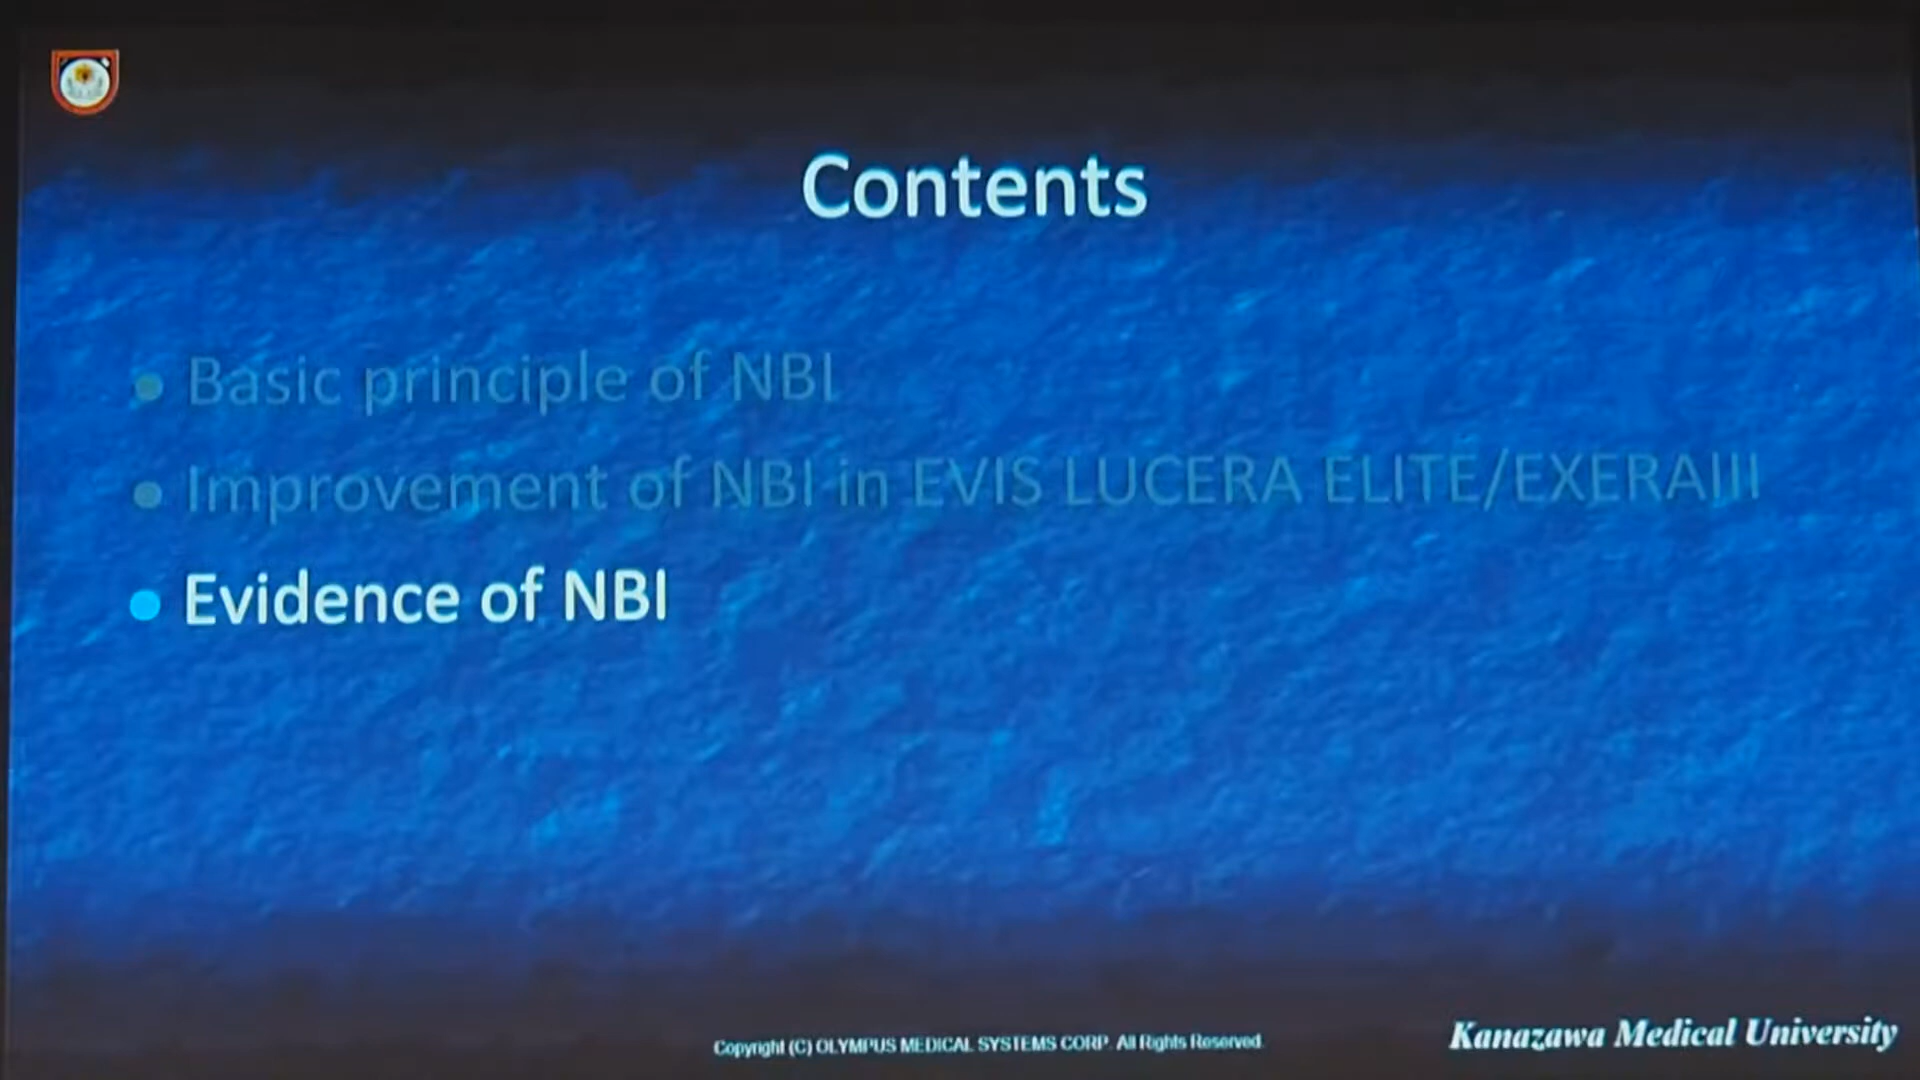 Contents
Basic principle of NBI
Improvement of NBI in EVIS LUCERA ELITE/EXERAIII
Evidence of NBI
Copyright (C) OLYMPUS MEDICAL SYSTEMS CORP. All Rights Reserved.
Kanazawa Medical University